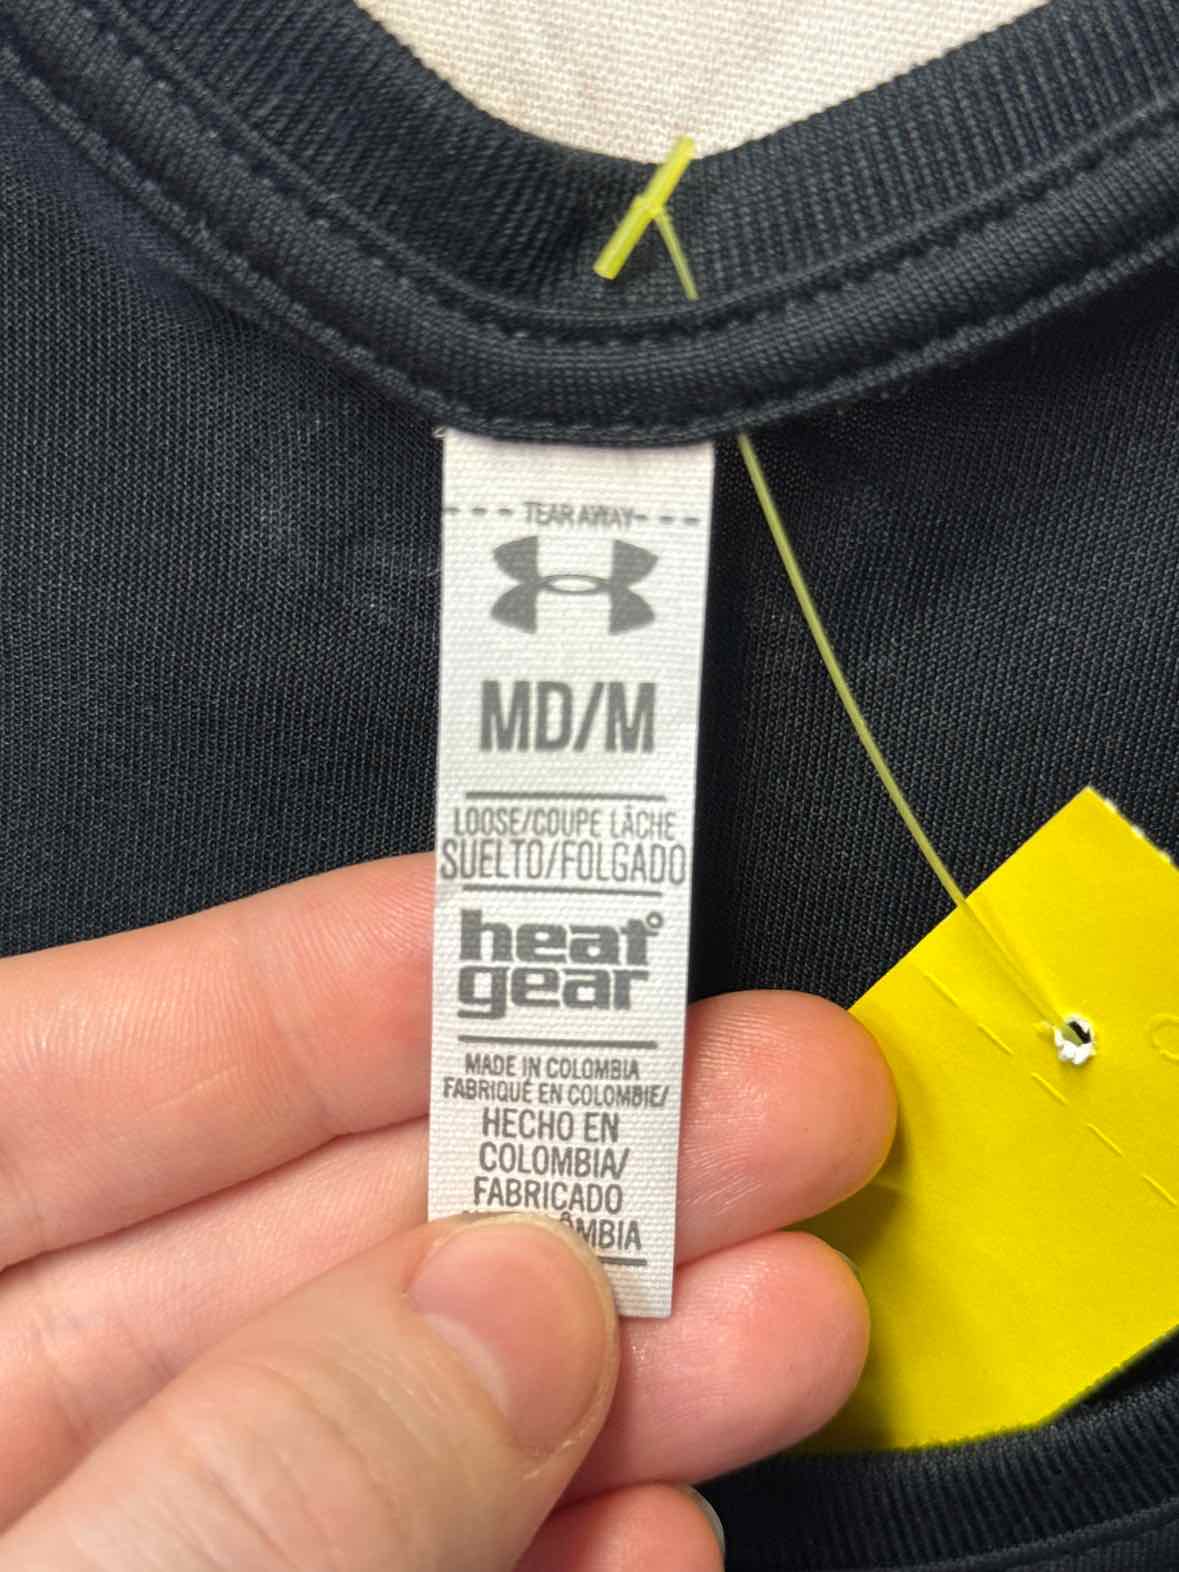 TEAR AWAY
MD/M
LOOSE/COUPE LÂCHE
SUELTO/FOLGADO
heat
gear
MADE IN COLOMBIA
FABRIQUÉ EN COLOMBIE/
HECHO EN
COLOMBIA/
FABRICADO